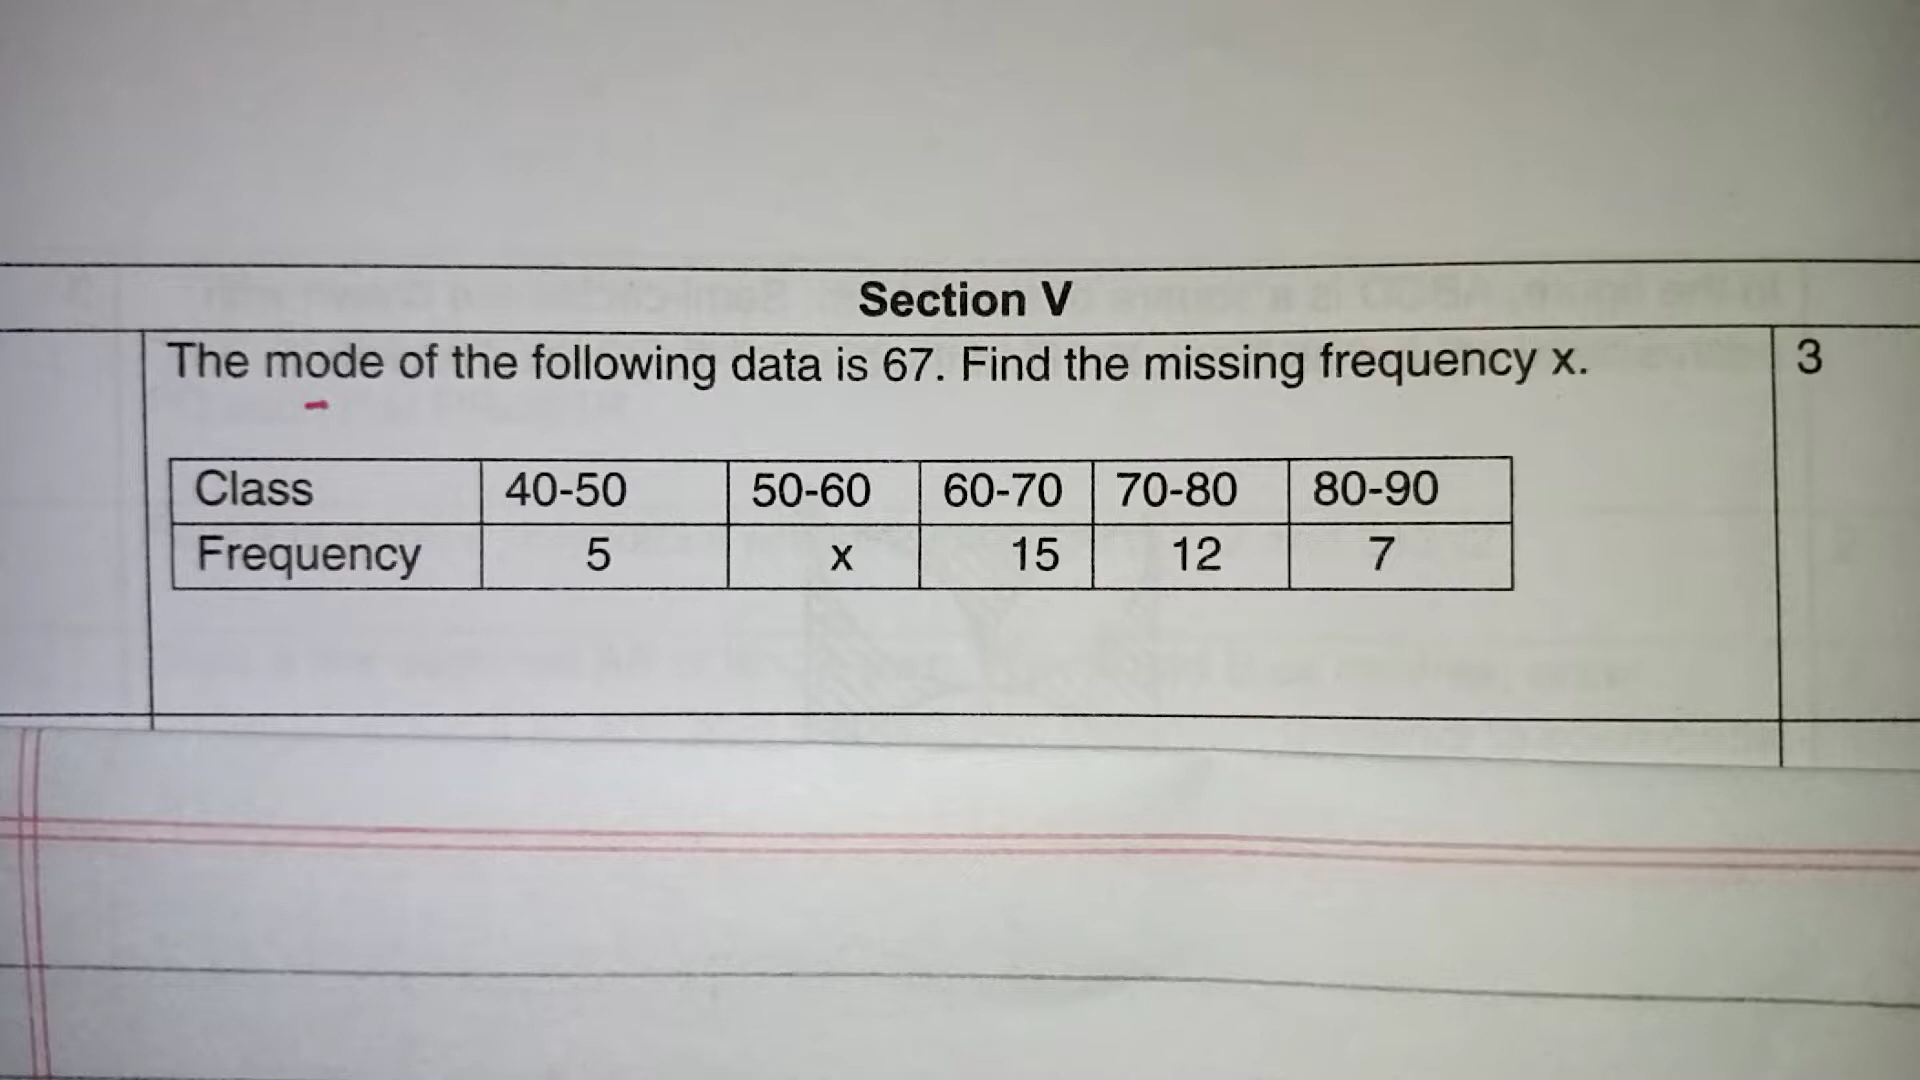 Section V
The mode of the following data is 67. Find the missing frequency x. 3
Class 40-50 50-60 60-70 70-80 80-90
Frequency 5 x 15 12 7